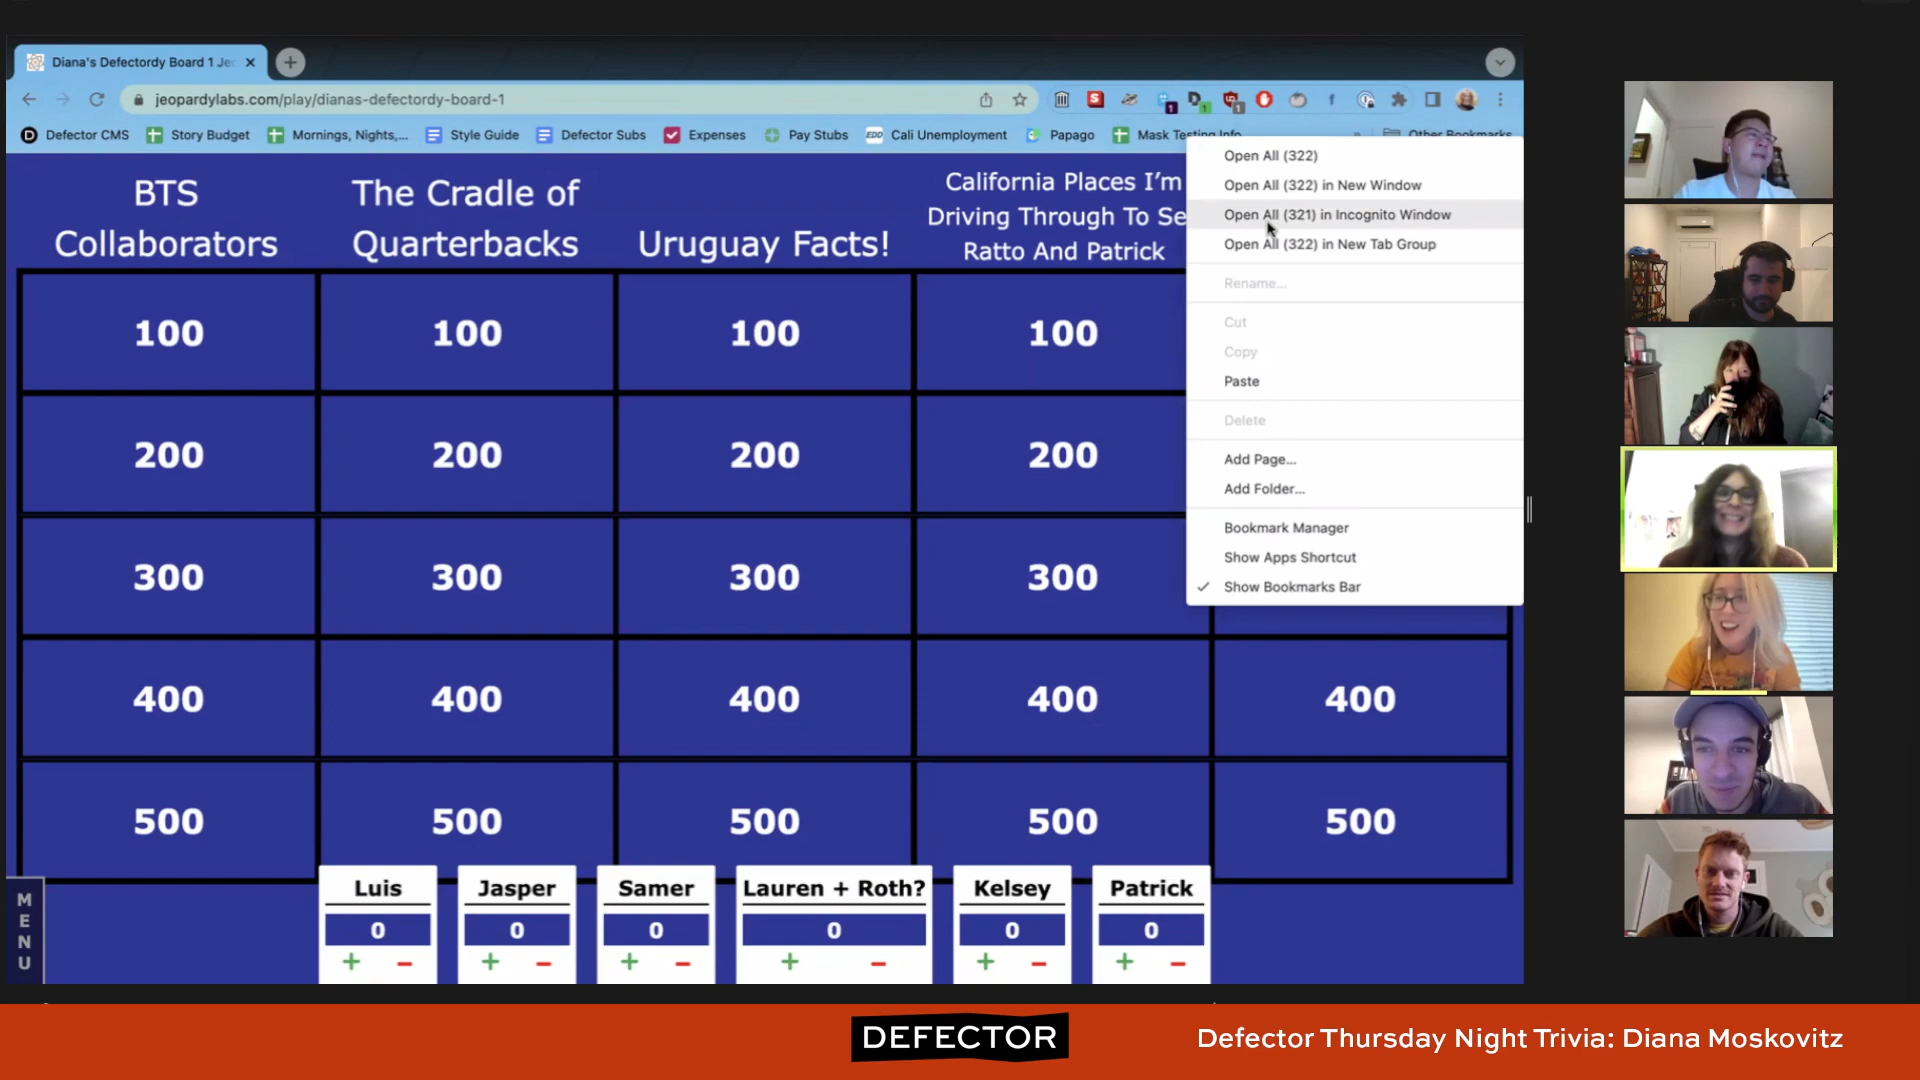 Diana's Defectordy Board 1 Je
jeopardylabs.com/play/dianas-defectordy-board-1
S
1
1
1
f
D Defector CMS
Story Budget
Mornings, Nights,...
Style Guide
Defector Subs
Expenses
Pay Stubs
EDD Cali Unemployment
Papago
Mask Testing Info
»
Other Bookmarks
BTS
Collaborators
The Cradle of
Quarterbacks
Uruguay Facts!
California Places I'm
Driving Through To Se
Ratto And Patrick
100 100 100 100
200 200 200 200
300 300 300 300
400 400 400 400 400
500 500 500 500 500
Open All (322)
Open All (322) in New Window
Open All (321) in Incognito Window
Open All (322) in New Tab Group
Rename...
Cut
Copy
Paste
Delete
Add Page...
Add Folder...
Bookmark Manager
Show Apps Shortcut
✓ Show Bookmarks Bar
MENU
Luis
0
+ −
Jasper
0
+ −
Samer
0
+ −
Lauren + Roth?
0
+ −
Kelsey
0
+ −
Patrick
0
+ −
DEFECTOR
Defector Thursday Night Trivia: Diana Moskovitz